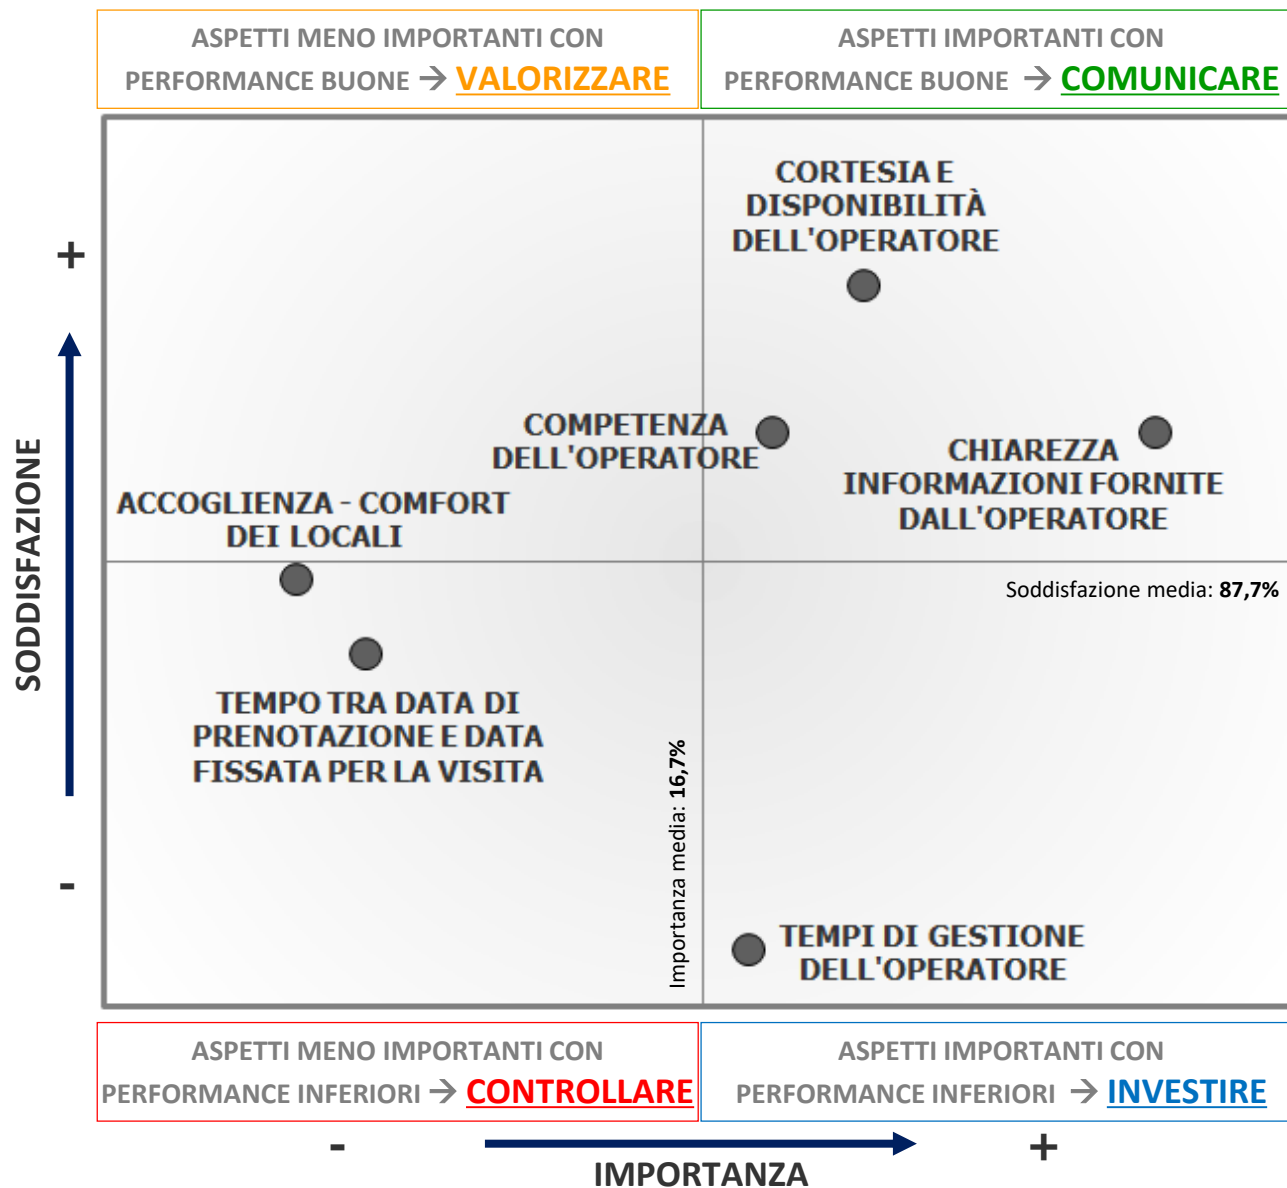 ASPETTI MENO IMPORTANTI CON
PERFORMANCE BUONE → VALORIZZARE
ASPETTI IMPORTANTI CON
PERFORMANCE BUONE → COMUNICARE
CORTESIA E
DISPONIBILITÀ
DELL'OPERATORE
+
COMPETENZA
DELL'OPERATORE
CHIAREZZA
INFORMAZIONI FORNITE
DALL'OPERATORE
ACCOGLIENZA - COMFORT
DEI LOCALI
SODDISFAZIONE
Soddisfazione media: 87,7%
TEMPO TRA DATA DI
PRENOTAZIONE E DATA
FISSATA PER LA VISITA
Importanza media: 16,7%
-
TEMPI DI GESTIONE
DELL'OPERATORE
ASPETTI MENO IMPORTANTI CON
PERFORMANCE INFERIORI → CONTROLLARE
ASPETTI IMPORTANTI CON
PERFORMANCE INFERIORI → INVESTIRE
-
+
IMPORTANZA